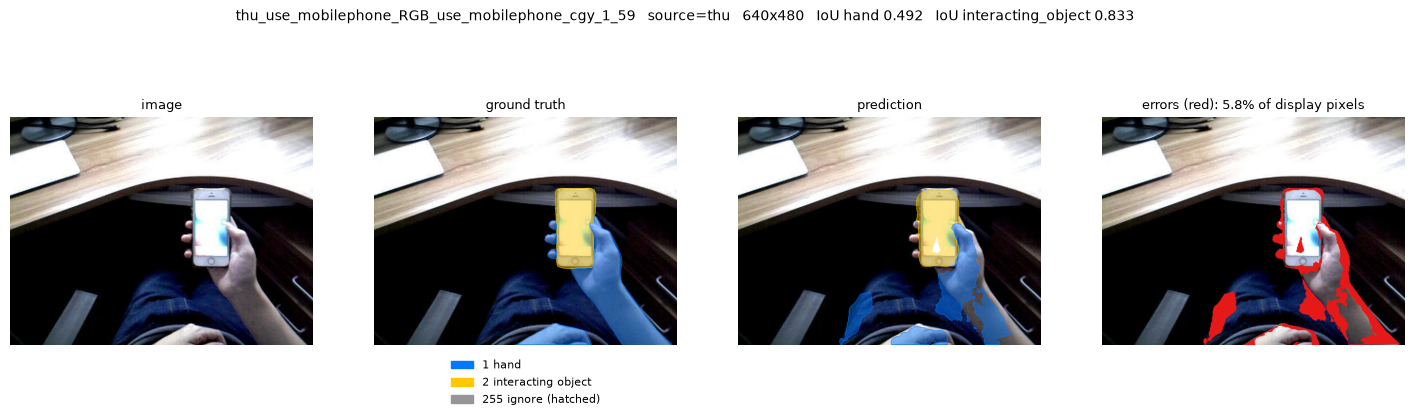 thu_use_mobilephone_RGB_use_mobilephone_cgy_1_59   source=thu   640x480   IoU hand 0.492   IoU interacting_object 0.833
image
ground truth
prediction
errors (red): 5.8% of display pixels
1 hand
2 interacting object
255 ignore (hatched)